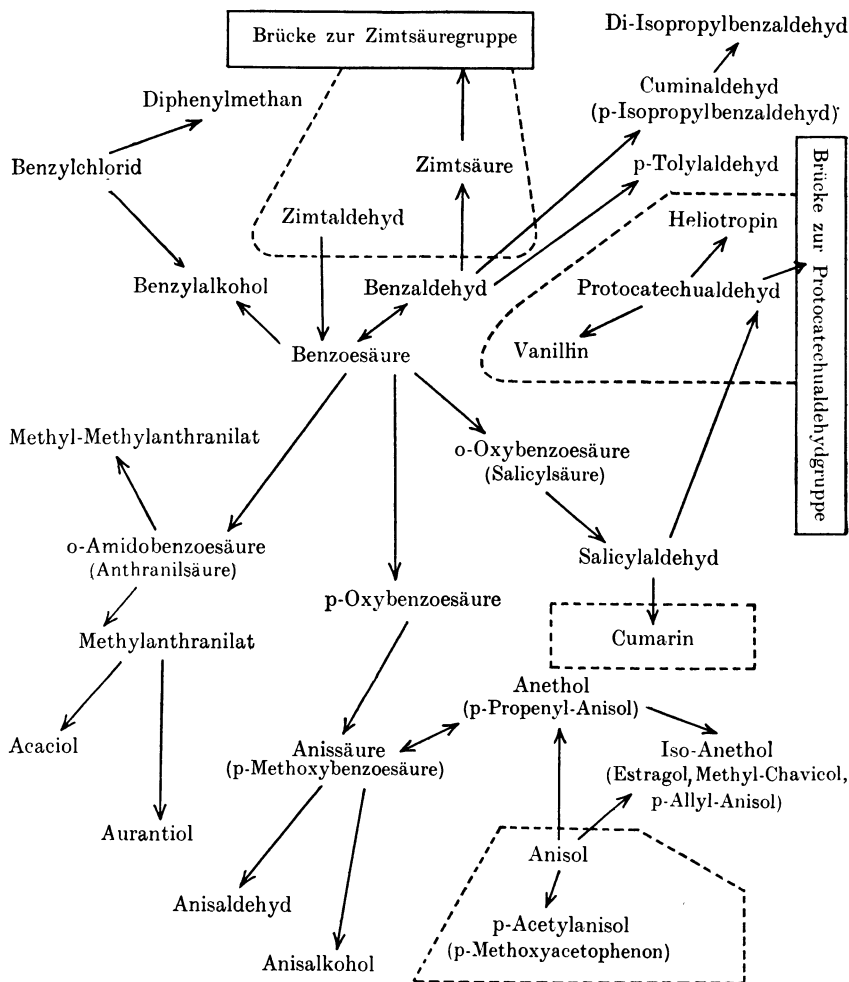 Brücke zur Zimtsäuregruppe
Di-Isopropylbenzaldehyd
Diphenylmethan
Cuminaldehyd
(p-Isopropylbenzaldehyd)
Benzylchlorid
Zimtsäure
p-Tolylaldehyd
Brücke zur Protocatechualdehydgruppe
Zimtaldehyd
Heliotropin
Benzylalkohol
Benzaldehyd
Protocatechualdehyd
Benzoesäure
Vanillin
Methyl-Methylanthranilat
o-Oxybenzoesäure
(Salicylsäure)
o-Amidobenzoesäure
(Anthranilsäure)
Salicylaldehyd
p-Oxybenzoesäure
Methylanthranilat
Cumarin
Anethol
(p-Propenyl-Anisol)
Acaciol
Anissäure
(p-Methoxybenzoesäure)
Iso-Anethol
(Estragol, Methyl-Chavicol,
p-Allyl-Anisol)
Aurantiol
Anisol
Anisaldehyd
p-Acetylanisol
(p-Methoxyacetophenon)
Anisalkohol